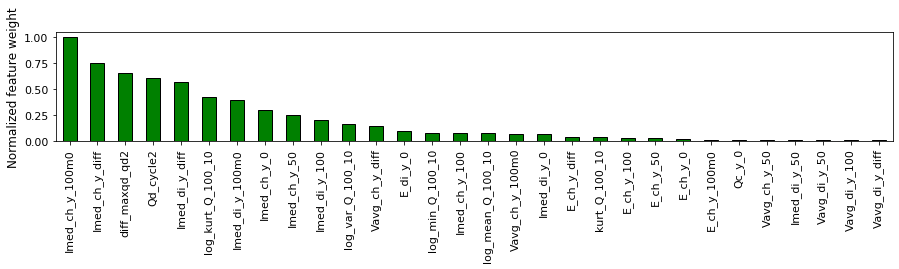 Normalized feature weight
1.00
0.75
0.50
0.25
0.00
Imed_ch_y_100m0
Imed_ch_y_diff
diff_maxqd_qd2
Qd_cycle2
Imed_di_y_diff
log_kurt_Q_100_10
Imed_di_y_100m0
Imed_ch_y_0
Imed_ch_y_50
Imed_di_y_100
log_var_Q_100_10
Vavg_ch_y_diff
E_di_y_0
log_min_Q_100_10
Imed_ch_y_100
log_mean_Q_100_10
Vavg_ch_y_100m0
Imed_di_y_0
E_ch_y_diff
kurt_Q_100_10
E_ch_y_100
E_ch_y_50
E_ch_y_0
E_ch_y_100m0
Qc_y_0
Vavg_ch_y_50
Imed_di_y_50
Vavg_di_y_50
Vavg_di_y_100
Vavg_di_y_diff